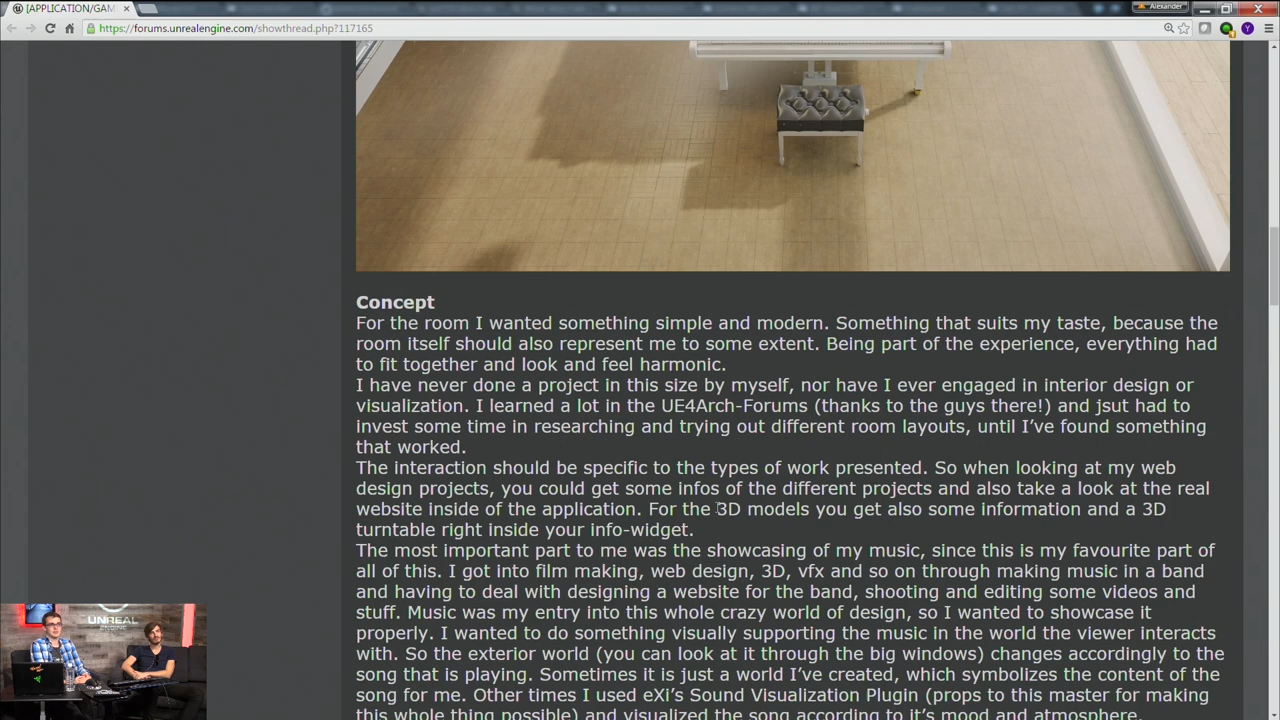 [APPLICATION/GAM
Alexander
https://forums.unrealengine.com/showthread.php?117165
Concept
For the room I wanted something simple and modern. Something that suits my taste, because the
room itself should also represent me to some extent. Being part of the experience, everything had
to fit together and look and feel harmonic.
I have never done a project in this size by myself, nor have I ever engaged in interior design or
visualization. I learned a lot in the UE4Arch-Forums (thanks to the guys there!) and jsut had to
invest some time in researching and trying out different room layouts, until I've found something
that worked.
The interaction should be specific to the types of work presented. So when looking at my web
design projects, you could get some infos of the different projects and also take a look at the real
website inside of the application. For the 3D models you get also some information and a 3D
turntable right inside your info-widget.
The most important part to me was the showcasing of my music, since this is my favourite part of
all of this. I got into film making, web design, 3D, vfx and so on through making music in a band
and having to deal with designing a website for the band, shooting and editing some videos and
stuff. Music was my entry into this whole crazy world of design, so I wanted to showcase it
properly. I wanted to do something visually supporting the music in the world the viewer interacts
with. So the exterior world (you can look at it through the big windows) changes accordingly to the
song that is playing. Sometimes it is just a world I've created, which symbolizes the content of the
song for me. Other times I used eXi's Sound Visualization Plugin (props to this master for making
this whole thing possible) and visualized the song according to it's mood and atmosphere.
UNREAL
ENGINE